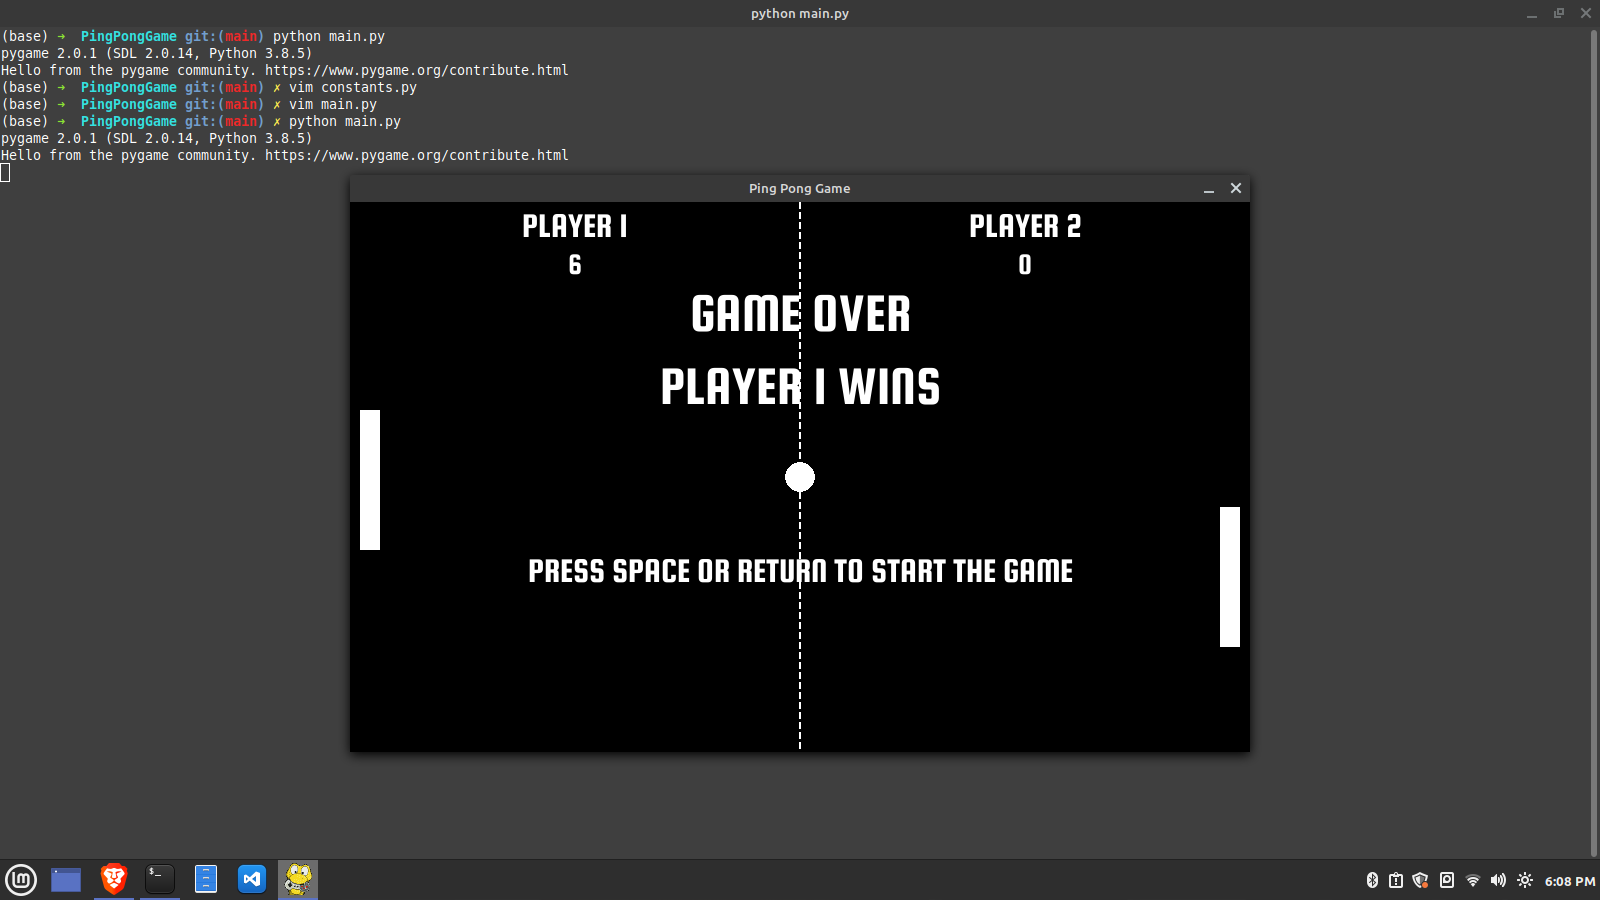 python main.py
(base) ➜  PingPongGame git:(main) python main.py
pygame 2.0.1 (SDL 2.0.14, Python 3.8.5)
Hello from the pygame community. https://www.pygame.org/contribute.html
(base) ➜  PingPongGame git:(main) ✗ vim constants.py
(base) ➜  PingPongGame git:(main) ✗ vim main.py
(base) ➜  PingPongGame git:(main) ✗ python main.py
pygame 2.0.1 (SDL 2.0.14, Python 3.8.5)
Hello from the pygame community. https://www.pygame.org/contribute.html
Ping Pong Game
PLAYER 1 PLAYER 2
6 0
GAME OVER
PLAYER 1 WINS
PRESS SPACE OR RETURN TO START THE GAME
$_
6:08 PM